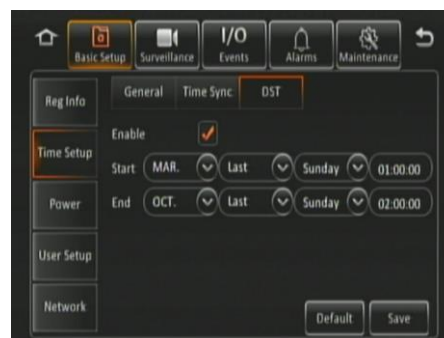 Basic Setup Surveillance I/O Events Alarms Maintenance
General Time Sync DST
Reg Info
Time Setup
Power
User Setup
Network
Enable
Start MAR. Last Sunday 01:00:00
End OCT. Last Sunday 02:00:00
Default Save